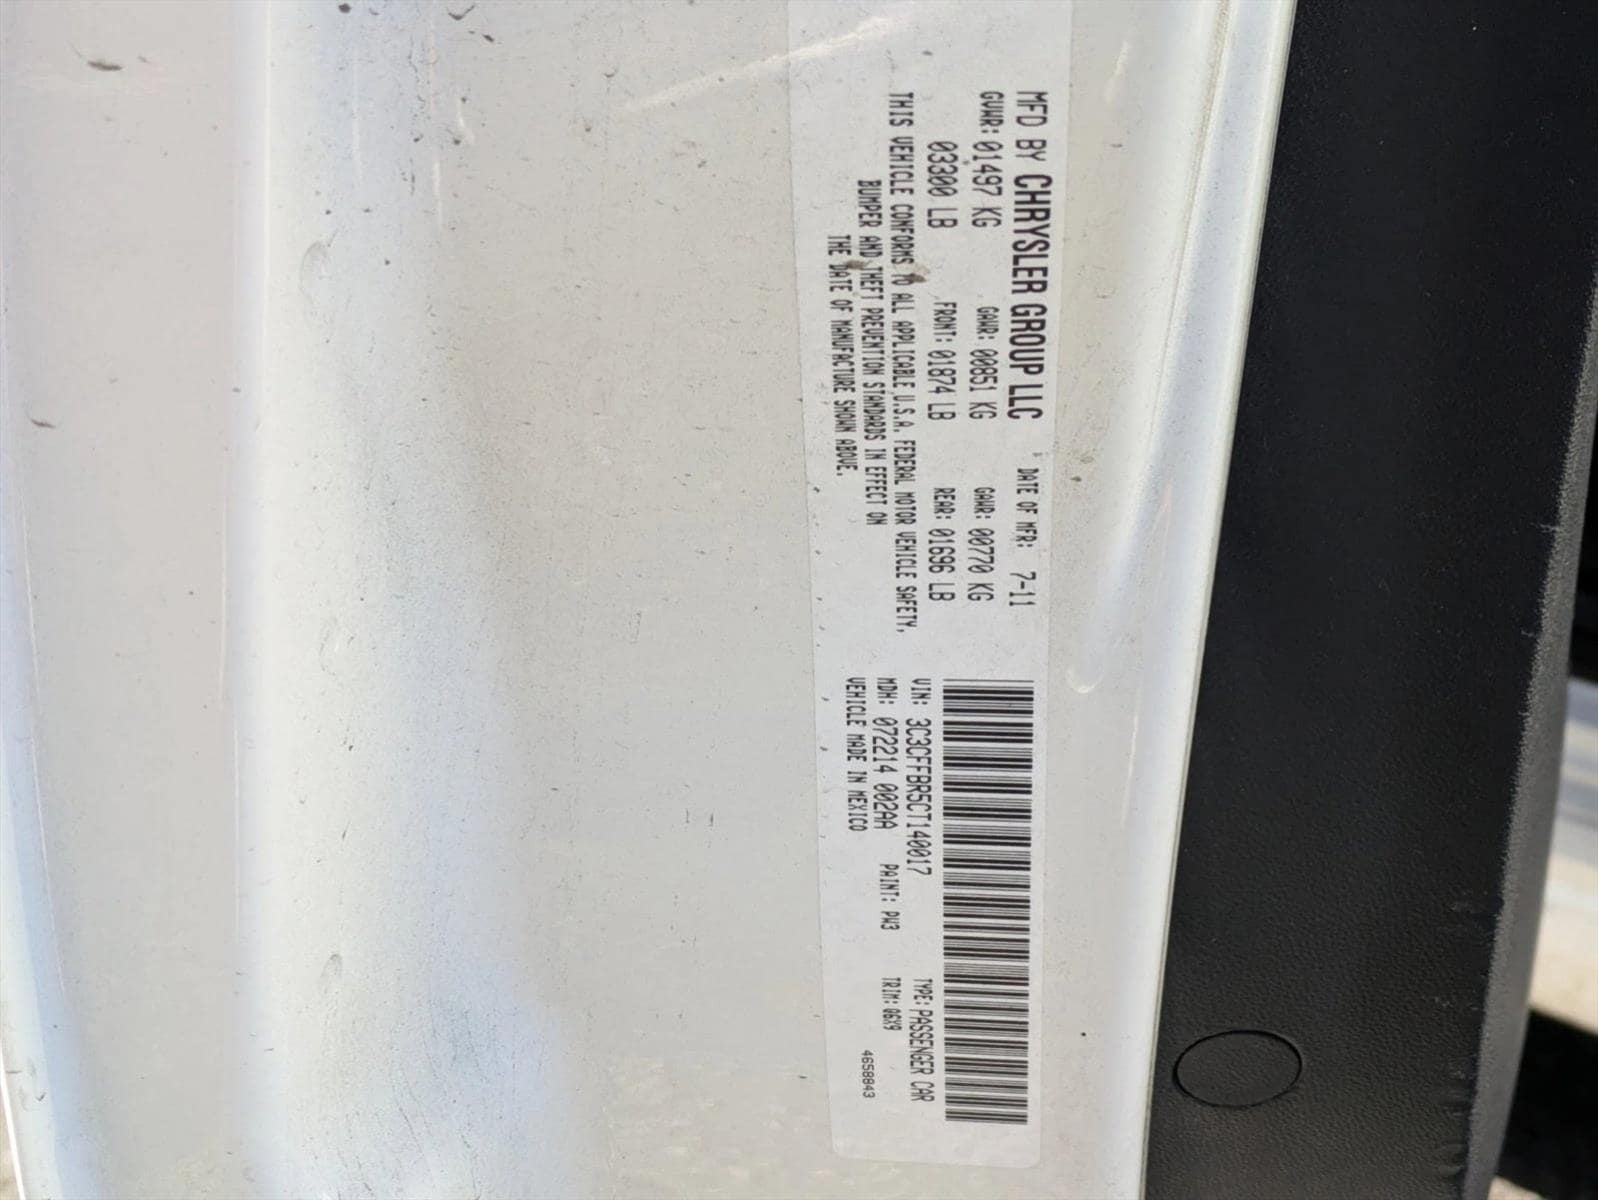 MFD BY CHRYSLER GROUP LLC DATE OF MFR: 7-11
GVWR: 01497 KG GAWR: 00851 KG GAWR: 00770 KG
03300 LB FRONT: 01874 LB REAR: 01696 LB
THIS VEHICLE CONFORMS TO ALL APPLICABLE U.S.A. FEDERAL MOTOR VEHICLE SAFETY,
BUMPER AND THEFT PREVENTION STANDARDS IN EFFECT ON
THE DATE OF MANUFACTURE SHOWN ABOVE.
VIN: 3C3CFFBR5CT140017 TYPE: PASSENGER CAR
MDH: 072214 002AA PAINT: PW3 TRIM: Q6X9
VEHICLE MADE IN MEXICO 4658843